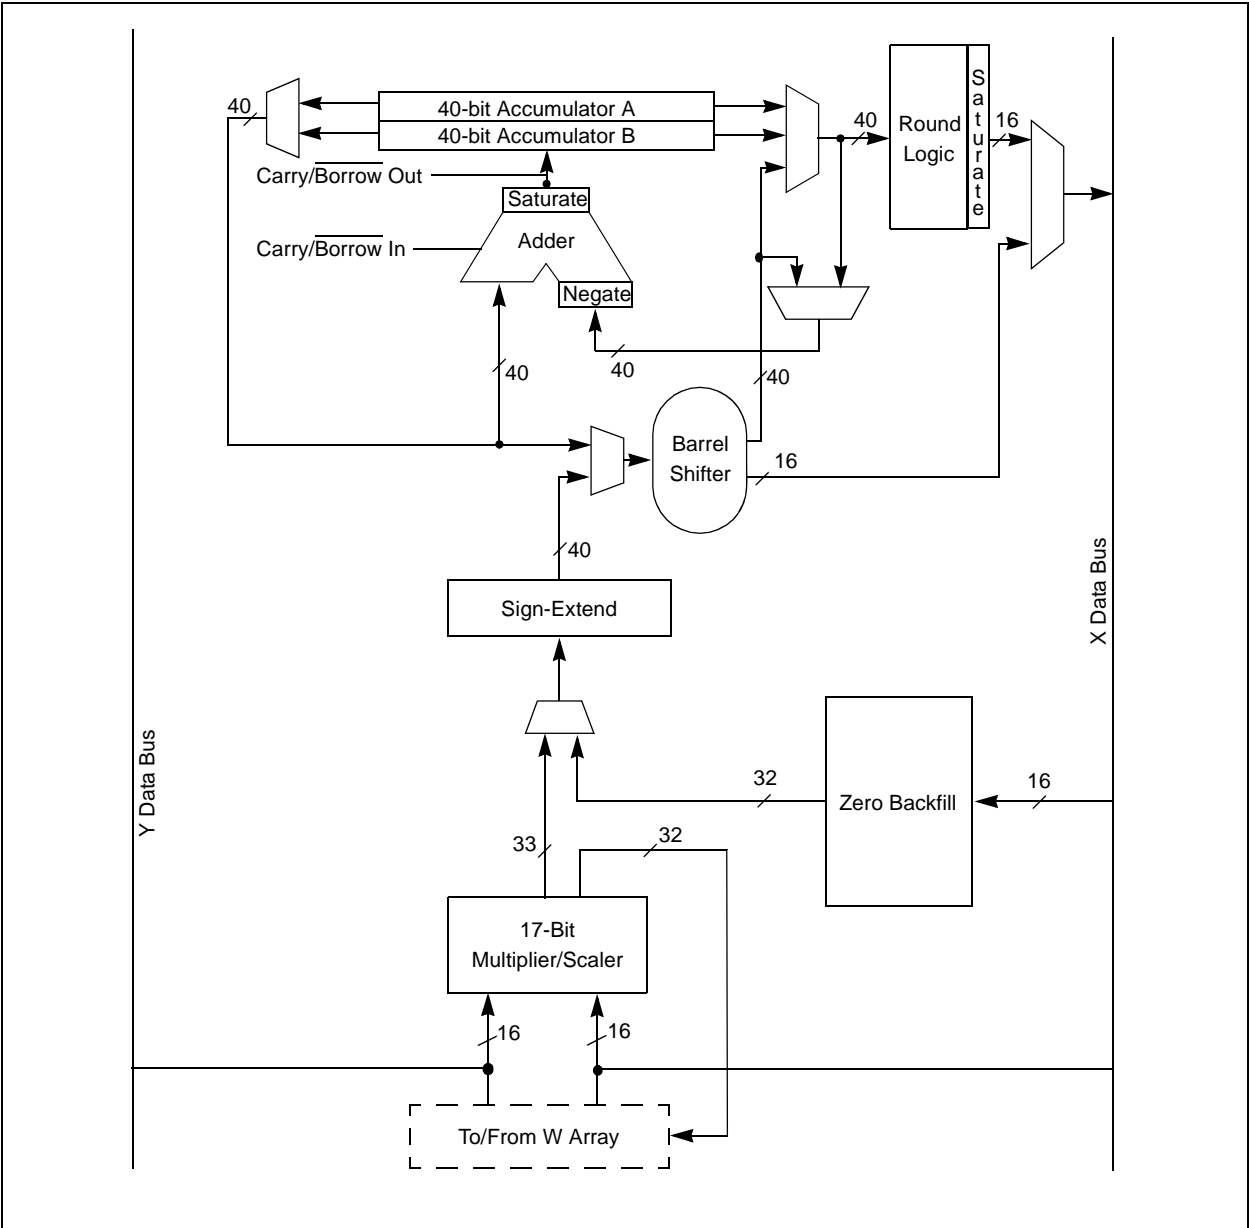 40
40-bit Accumulator A
40-bit Accumulator B
Carry/Borrow Out
Saturate
Carry/Borrow In
Adder
Negate
40
Round
Logic
Saturate
16
40
40
40
Barrel
Shifter
16
40
Sign-Extend
X Data Bus
Y Data Bus
32
Zero Backfill
16
33
32
17-Bit
Multiplier/Scaler
16
16
To/From W Array